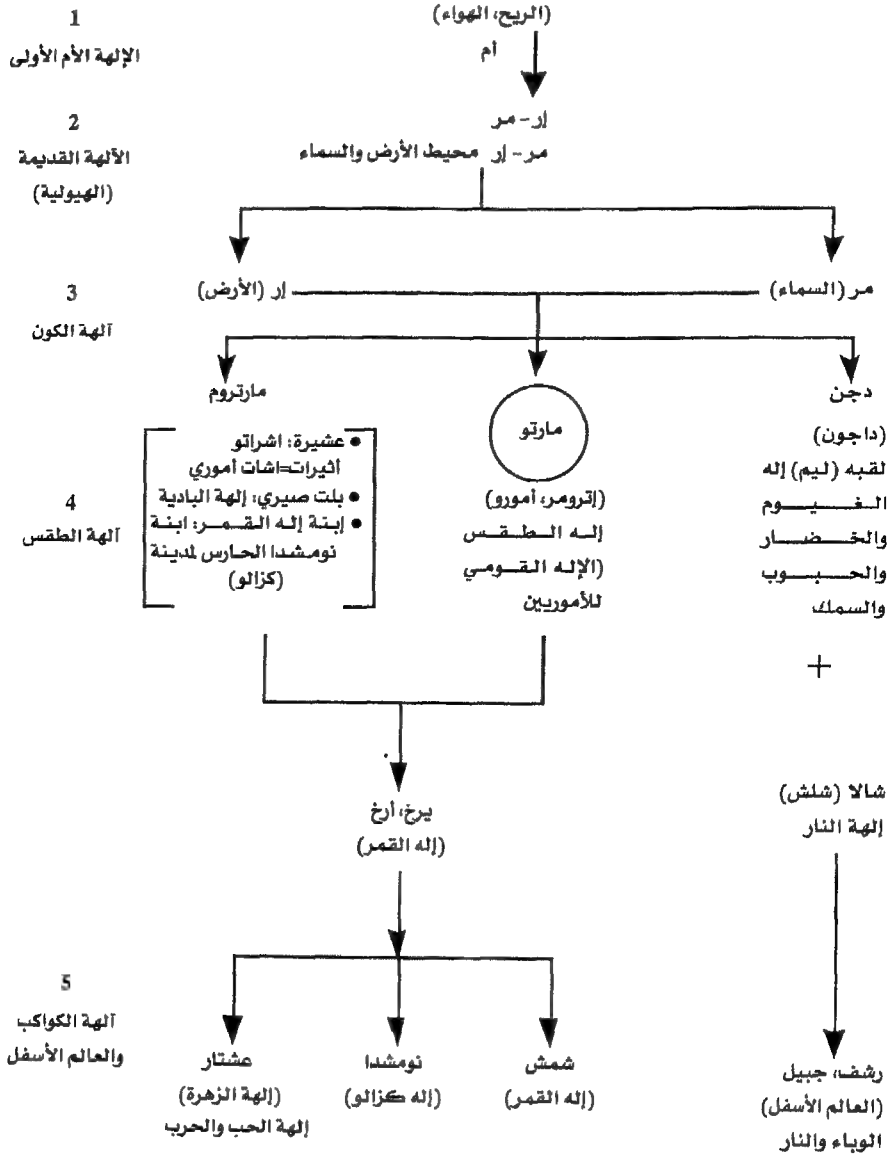 1
الإلهة الأم الأولى
(الريح، الهواء)
أم
2
الآلهة القديمة
(الهيولية)
إر - مر
مر - إر محيط الأرض والسماء
3
آلهة الكون
مر (السماء)
إر (الأرض)
دجن
(داجون)
لقبه (ليم) إله
الغيوم
والخضار
والحبوب
والسمك
+
شالا (شلش)
إلهة النار
مارتو
(إترومر، أمورو)
إله الطقس
(الإله القومي
للأموريين
مارتروم
• عشيرة: اشراتو
أثيرات=اشات أموري
• بلت صيري: إلهة البادية
• إبنة إله القمر: ابنة
نومشدا الحارس لمدينة
(كزالو)
4
آلهة الطقس
يرخ، أرخ
(إله القمر)
5
آلهة الكواكب
والعالم الأسفل
رشف، جبيل
(العالم الأسفل)
الوباء والنار
شمش
(إله القمر)
نومشدا
(إله كزالو)
عشتار
(إلهة الزهرة)
إلهة الحب والحرب